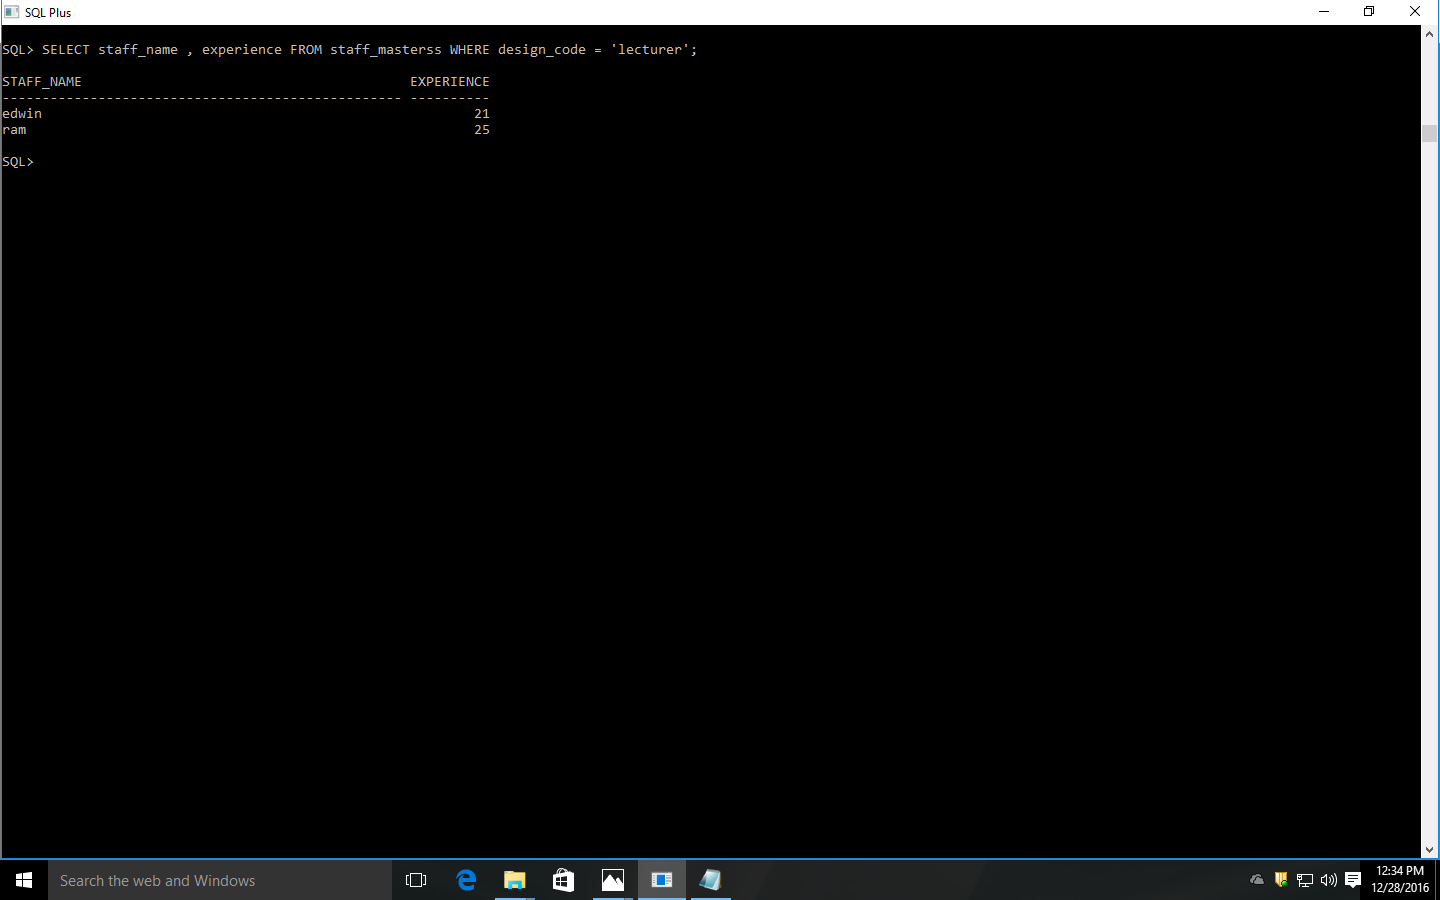 SQL Plus
SQL> SELECT staff_name , experience FROM staff_masterss WHERE design_code = 'lecturer';
STAFF_NAME                                         EXPERIENCE
-------------------------------------------------- ----------
edwin                                                      21
ram                                                        25
SQL>
Search the web and Windows
12:34 PM
12/28/2016